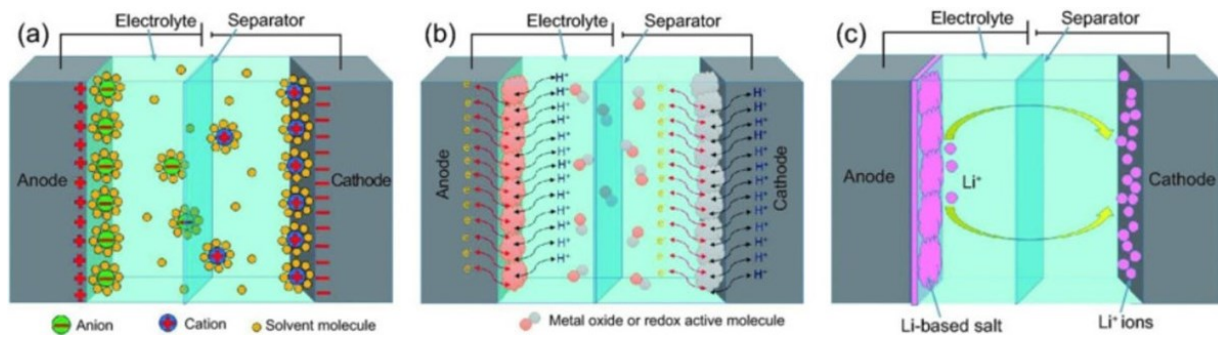 (a)
Electrolyte
Separator
Anode
Cathode
Anion
Cation
Solvent molecule
(b)
Electrolyte
Separator
Anode
H⁺
H⁺
H⁺
H⁺
H⁺
H⁺
H⁺
H⁺
H⁺
H⁺
H⁺
H⁺
H⁺
Cathode
H⁺
H⁺
H⁺
H⁺
H⁺
H⁺
H⁺
H⁺
H⁺
H⁺
H⁺
H⁺
H⁺
Metal oxide or redox active molecule
(c)
Electrolyte
Separator
Anode
Li⁺
Cathode
Li-based salt
Li⁺ ions